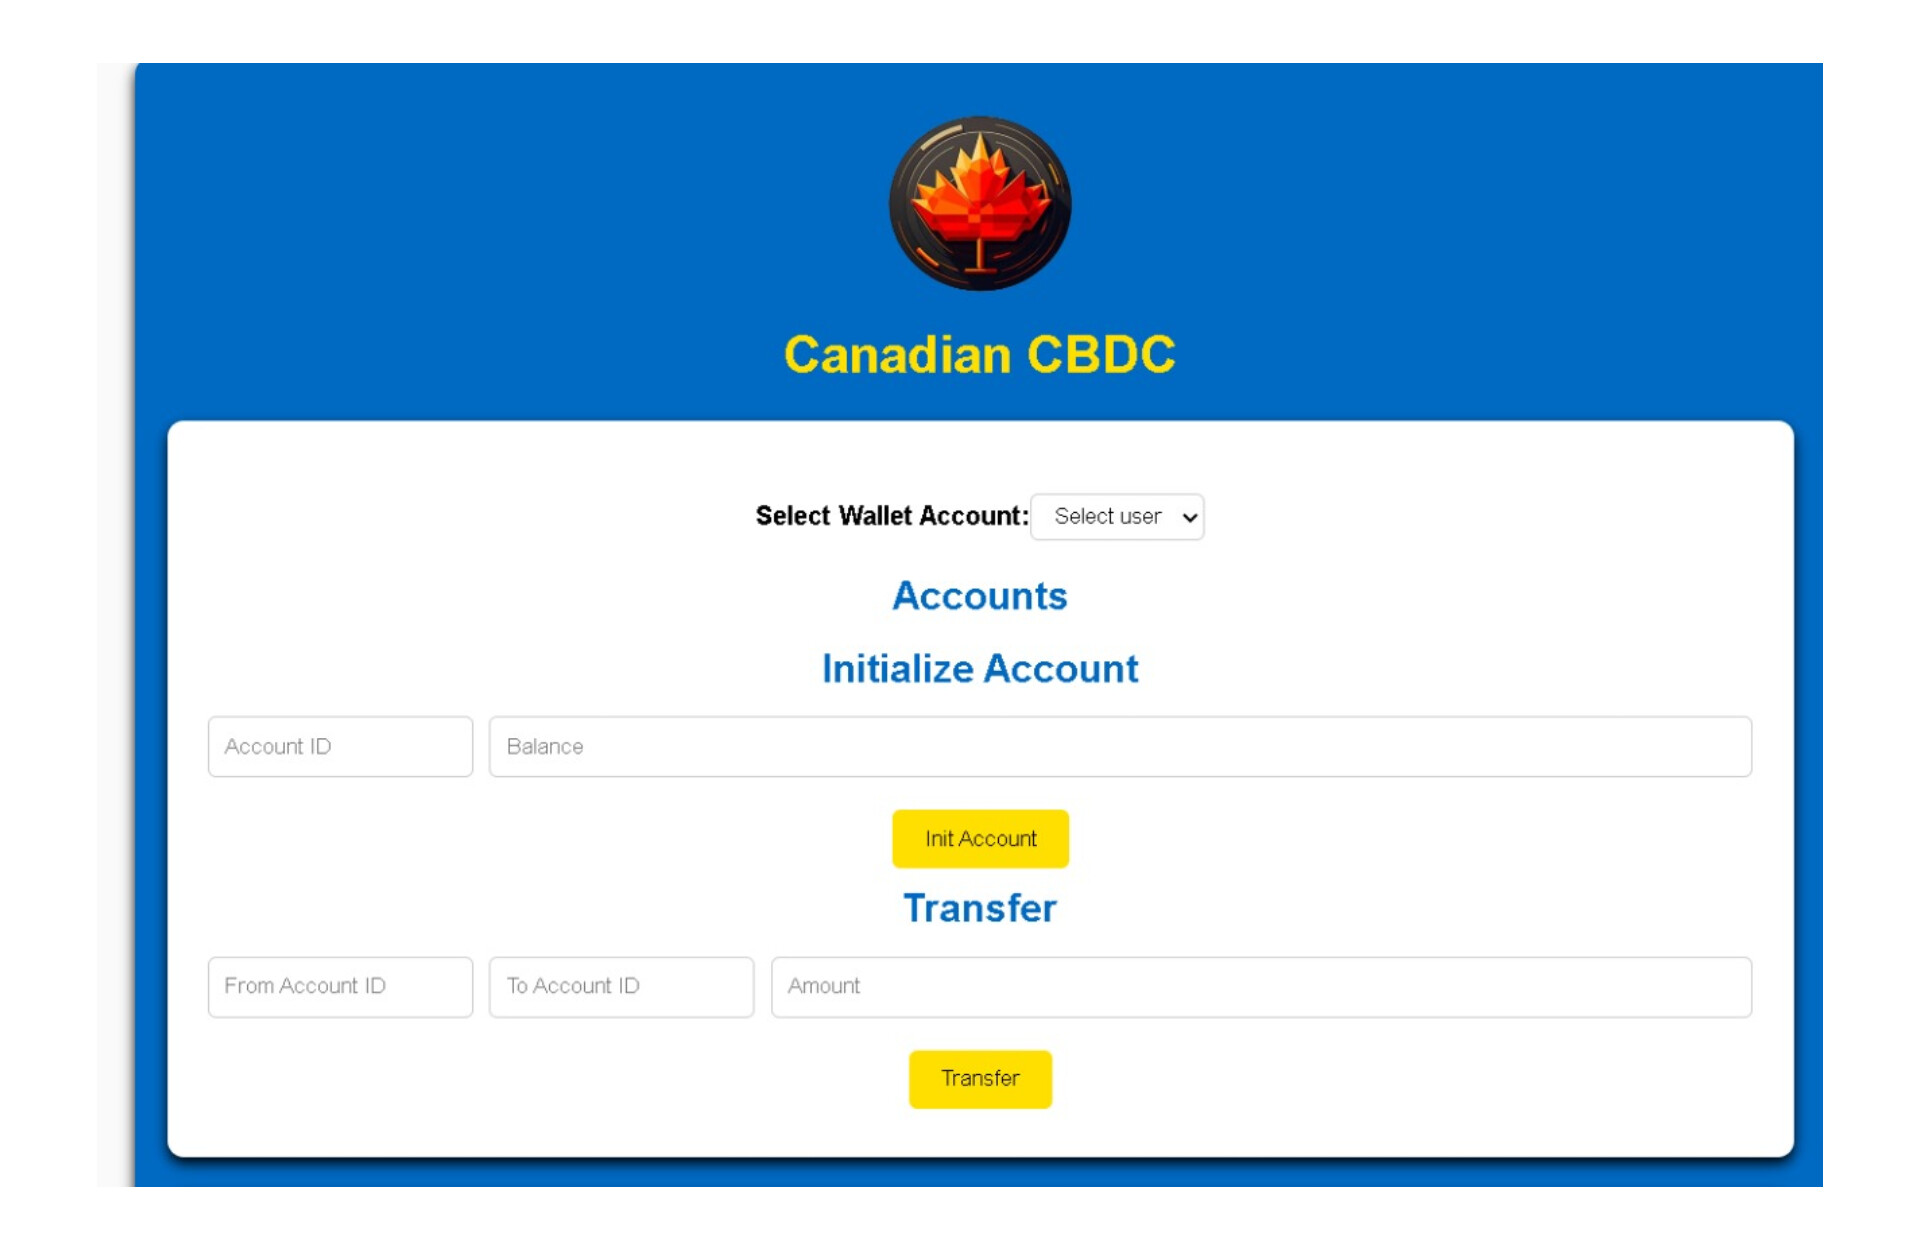 Canadian CBDC
Select Wallet Account: Select user
Accounts
Initialize Account
Account ID Balance
Init Account
Transfer
From Account ID To Account ID Amount
Transfer